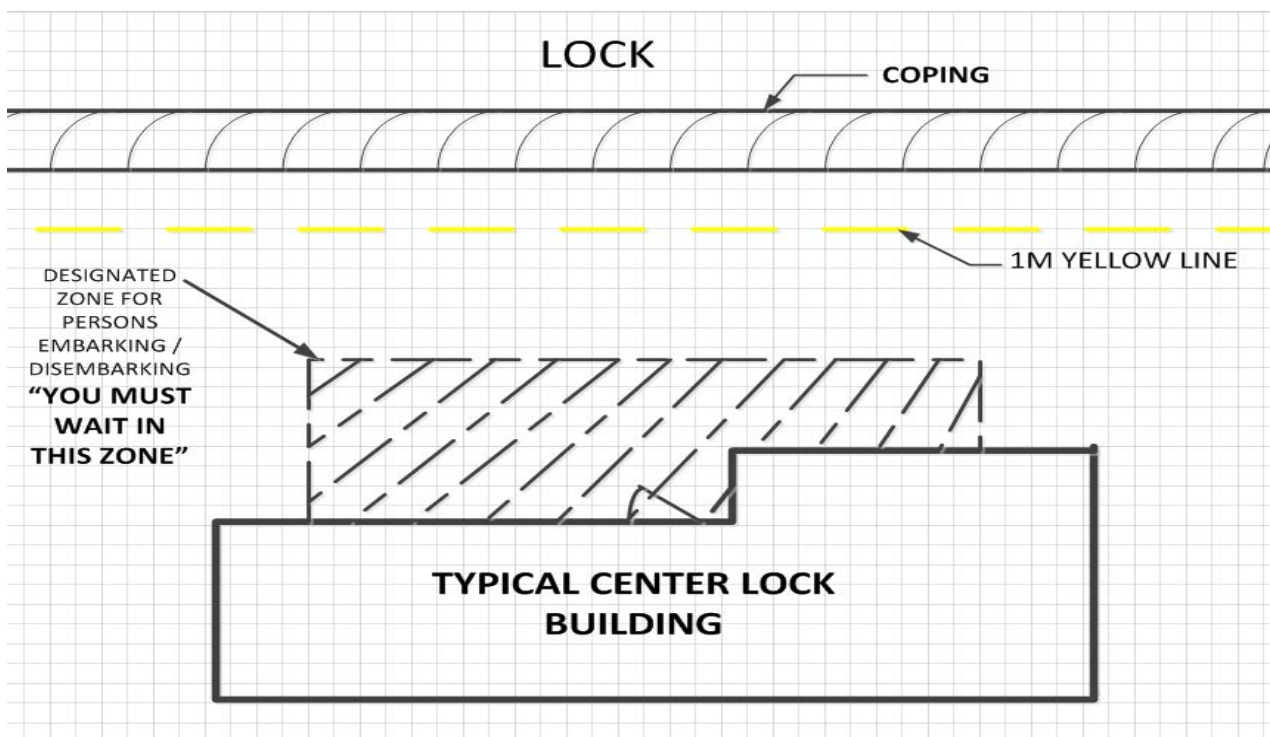 LOCK
COPING
1M YELLOW LINE
DESIGNATED
ZONE FOR
PERSONS
EMBARKING /
DISEMBARKING
“YOU MUST
WAIT IN
THIS ZONE”
TYPICAL CENTER LOCK
BUILDING